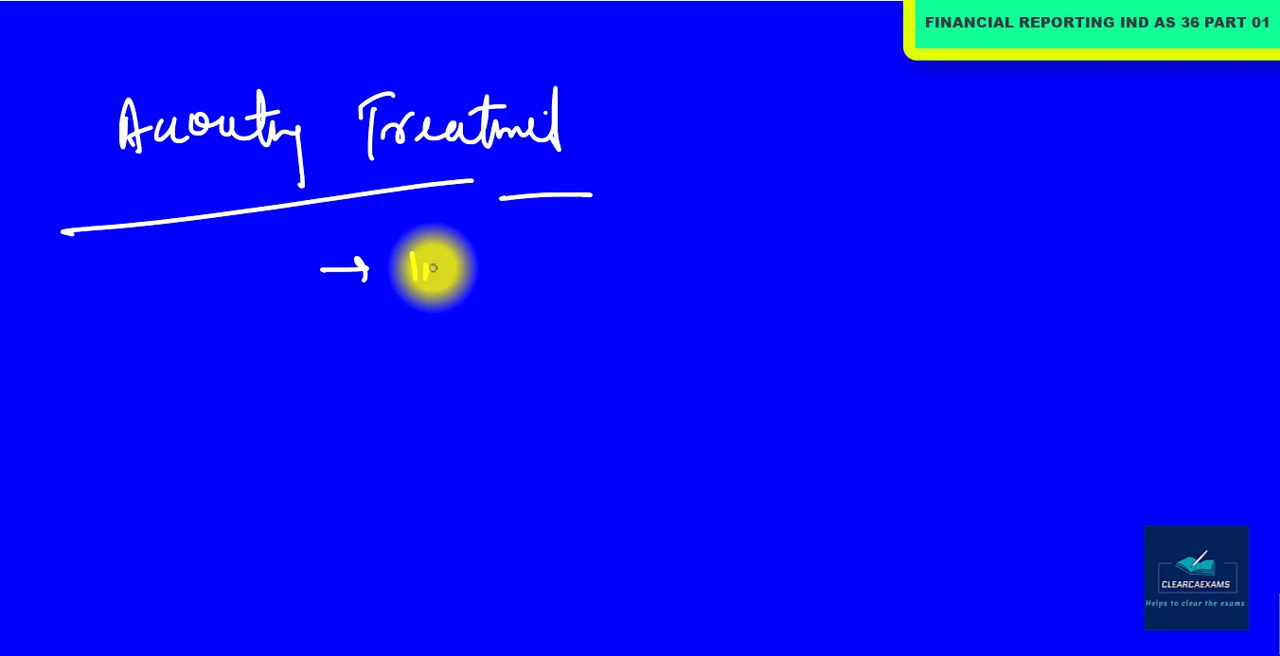 FINANCIAL REPORTING IND AS 36 PART 01
Accounting Treatment
→
CLEARCAEXAMS
Helps to clear the exams